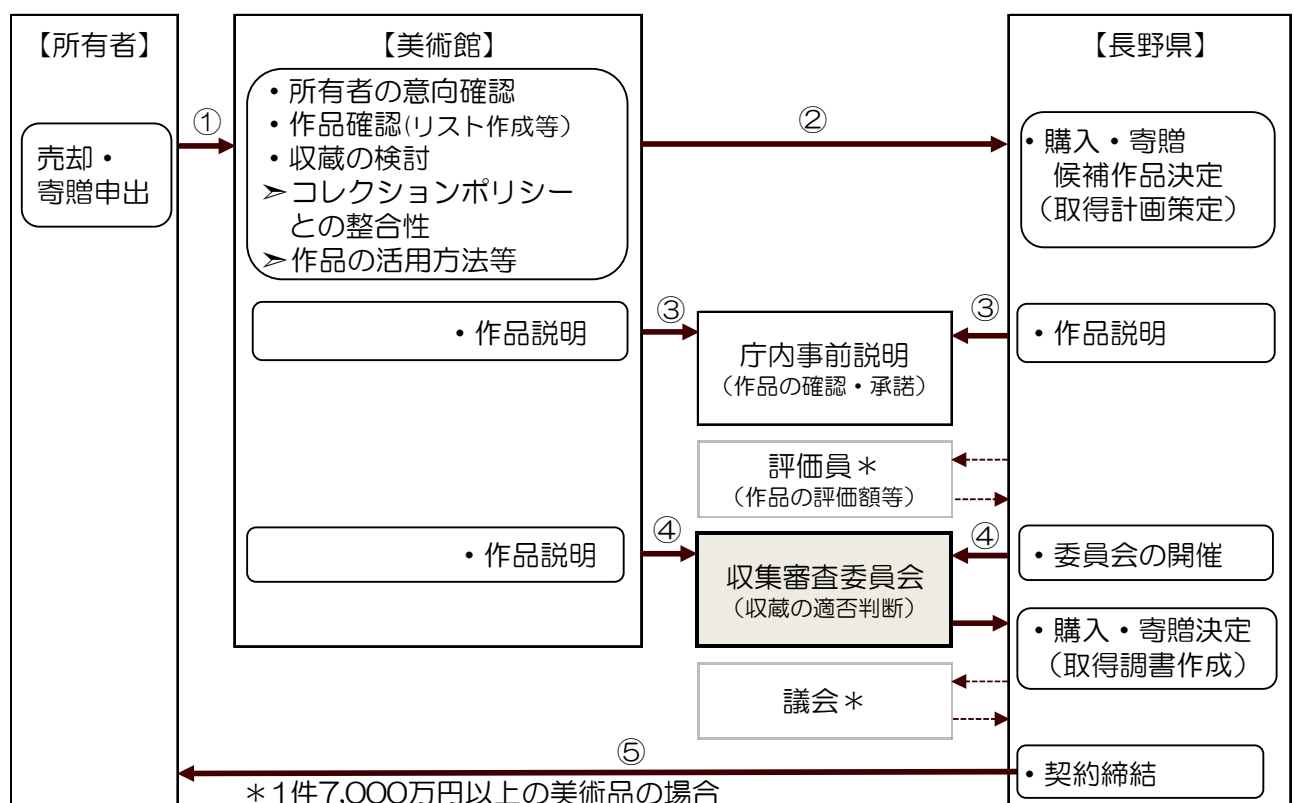 【所有者】
売却・
寄贈申出
①
【美術館】
・所有者の意向確認
・作品確認(リスト作成等)
・収蔵の検討
➢コレクションポリシー
との整合性
➢作品の活用方法等
②
【長野県】
・購入・寄贈
候補作品決定
（取得計画策定）
・作品説明
③
庁内事前説明
（作品の確認・承諾）
③
・作品説明
評価員＊
（作品の評価額等）
・作品説明
④
収集審査委員会
（収蔵の適否判断）
④
・委員会の開催
・購入・寄贈決定
（取得調書作成）
議会＊
⑤
・契約締結
＊1件7,000万円以上の美術品の場合